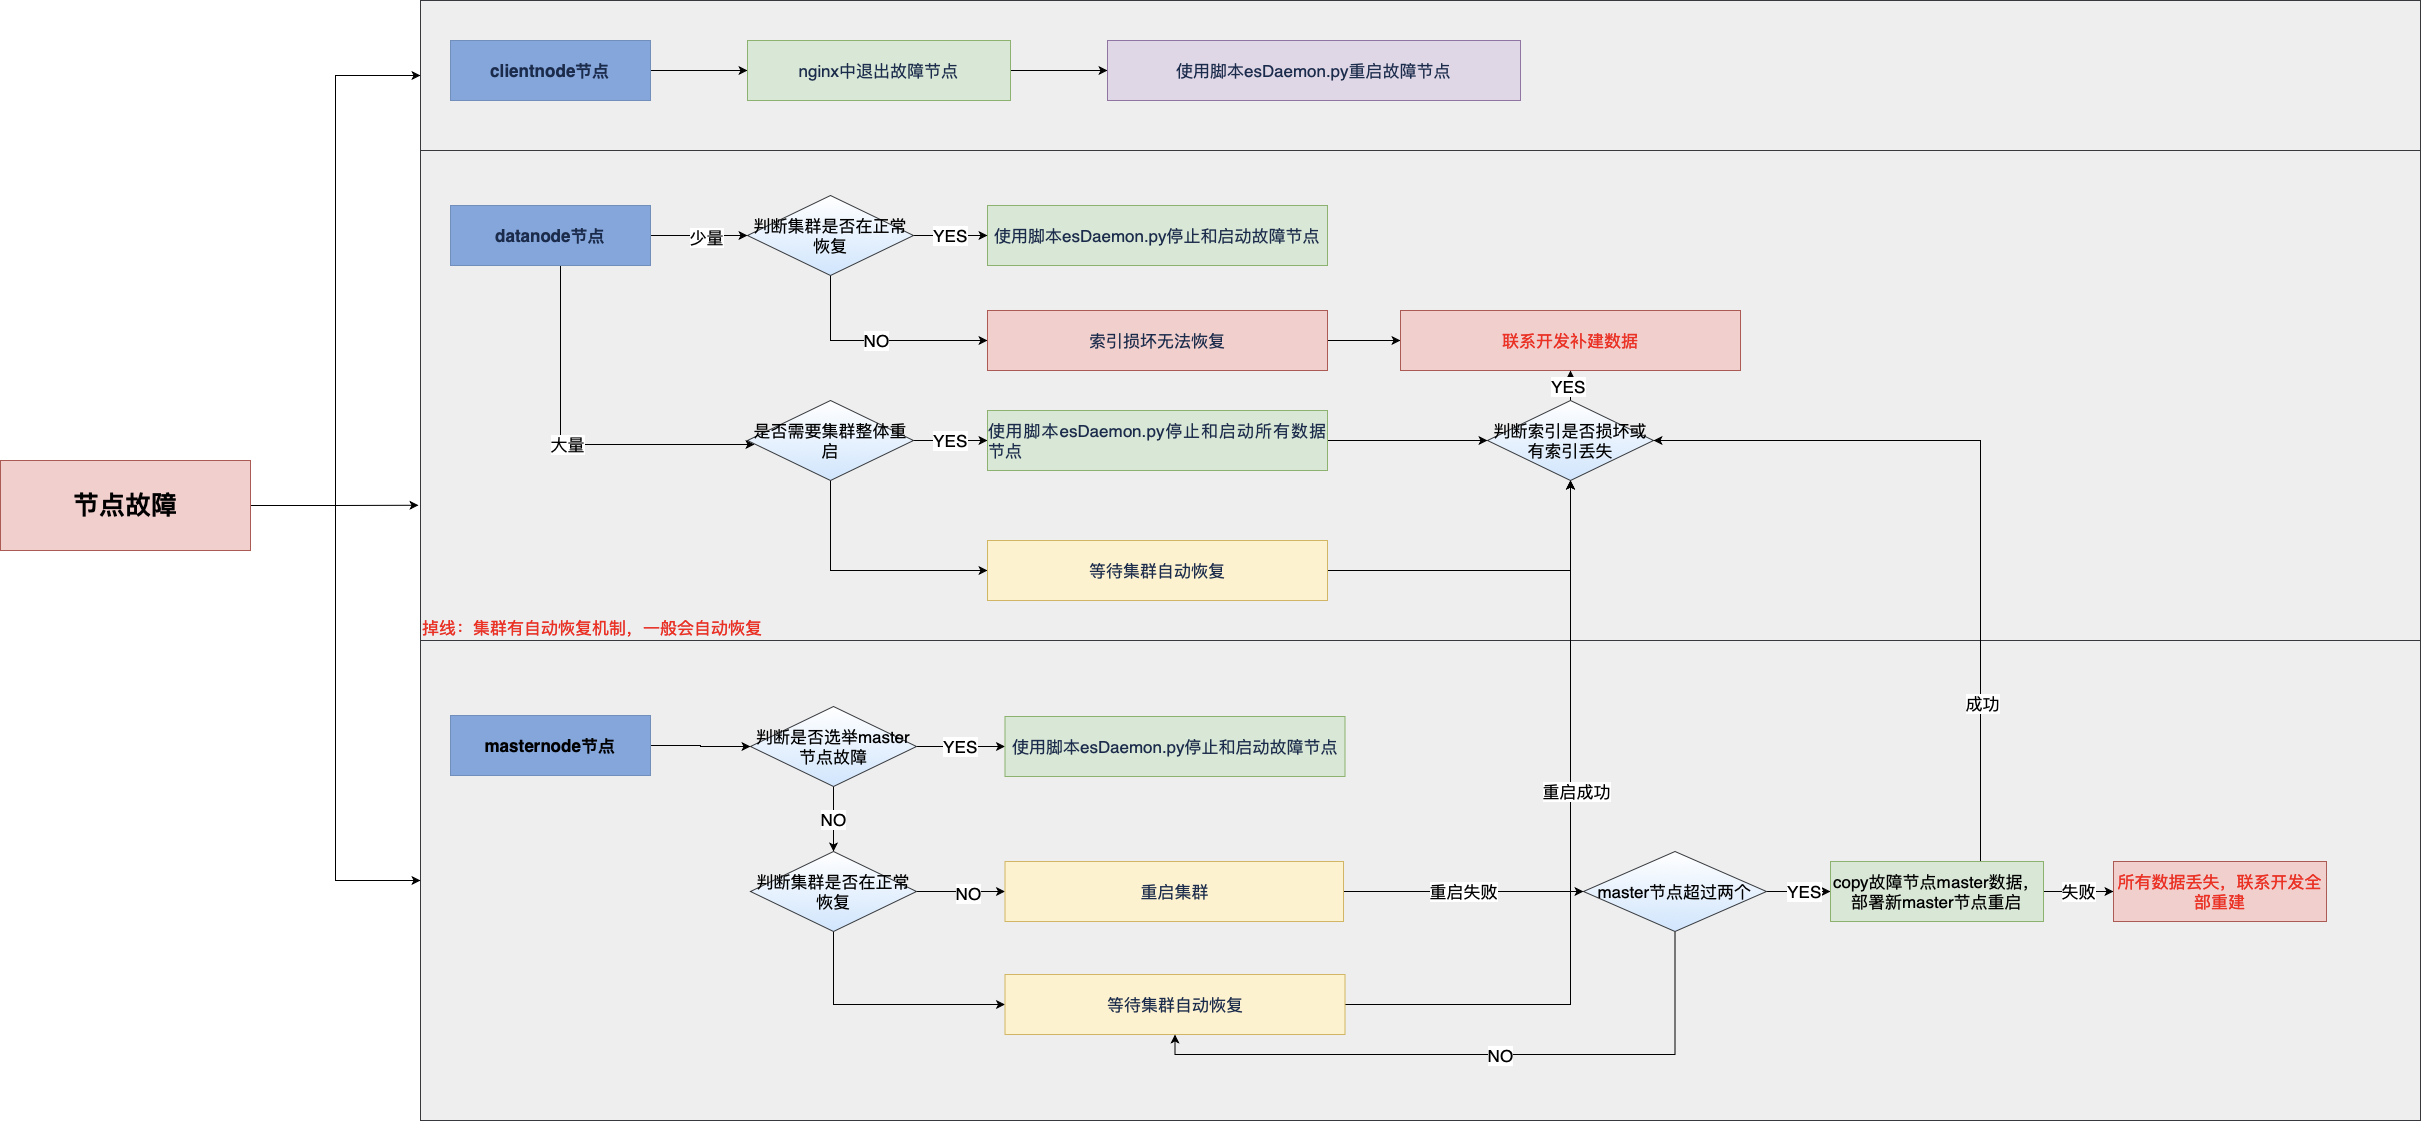 clientnode节点
nginx中退出故障节点
使用脚本esDaemon.py重启故障节点
datanode节点
少量
判断集群是否在正常
恢复
YES
使用脚本esDaemon.py停止和启动故障节点
NO
索引损坏无法恢复
联系开发补建数据
YES
大量
是否需要集群整体重
启
YES
使用脚本esDaemon.py停止和启动所有数据
节点
判断索引是否损坏或
有索引丢失
节点故障
等待集群自动恢复
掉线：集群有自动恢复机制，一般会自动恢复
成功
masternode节点
判断是否选举master
节点故障
YES
使用脚本esDaemon.py停止和启动故障节点
重启成功
NO
判断集群是否在正常
恢复
NO
重启集群
重启失败
master节点超过两个
YES
copy故障节点master数据，
部署新master节点重启
失败
所有数据丢失，联系开发全
部重建
等待集群自动恢复
NO